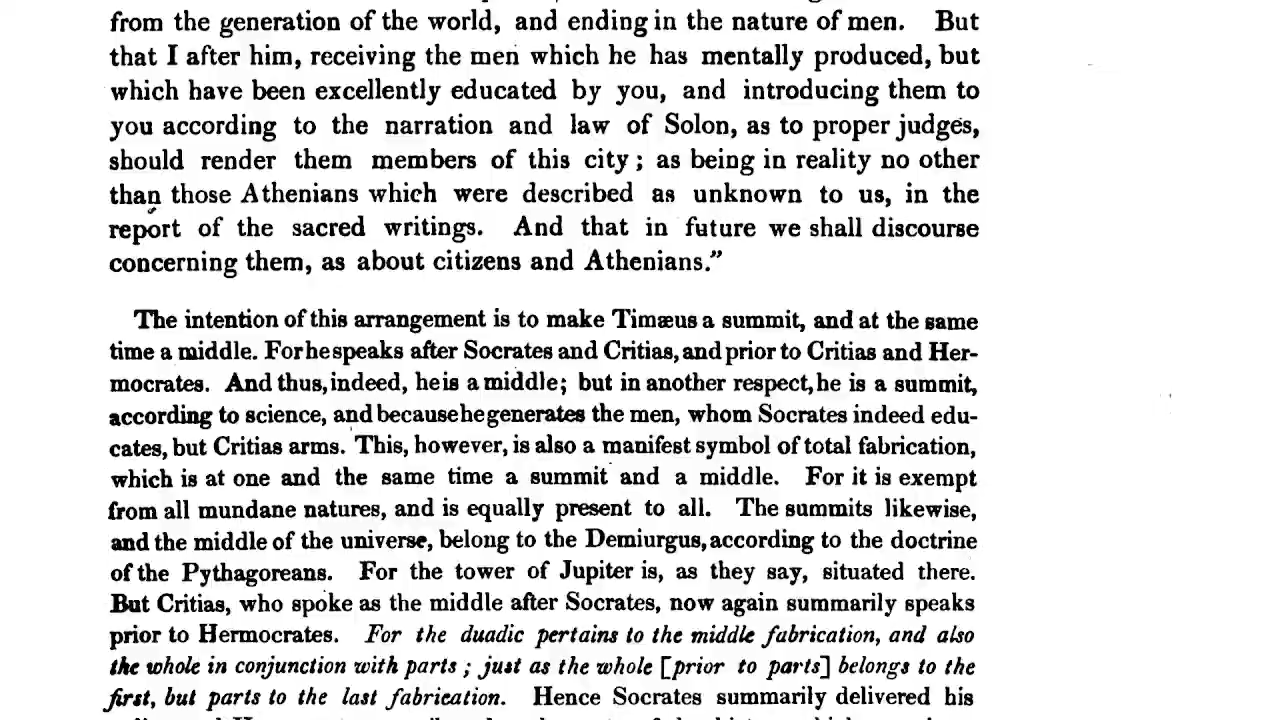 from the generation of the world, and ending in the nature of men. But
that I after him, receiving the men which he has mentally produced, but
which have been excellently educated by you, and introducing them to
you according to the narration and law of Solon, as to proper judges,
should render them members of this city; as being in reality no other
than those Athenians which were described as unknown to us, in the
report of the sacred writings. And that in future we shall discourse
concerning them, as about citizens and Athenians.”
The intention of this arrangement is to make Timæus a summit, and at the same
time a middle. For he speaks after Socrates and Critias, and prior to Critias and Her-
mocrates. And thus, indeed, he is a middle; but in another respect, he is a summit,
according to science, and because he generates the men, whom Socrates indeed edu-
cates, but Critias arms. This, however, is also a manifest symbol of total fabrication,
which is at one and the same time a summit and a middle. For it is exempt
from all mundane natures, and is equally present to all. The summits likewise,
and the middle of the universe, belong to the Demiurgus, according to the doctrine
of the Pythagoreans. For the tower of Jupiter is, as they say, situated there.
But Critias, who spoke as the middle after Socrates, now again summarily speaks
prior to Hermocrates. For the duadic pertains to the middle fabrication, and also
the whole in conjunction with parts; just as the whole [prior to parts] belongs to the
first, but parts to the last fabrication. Hence Socrates summarily delivered his